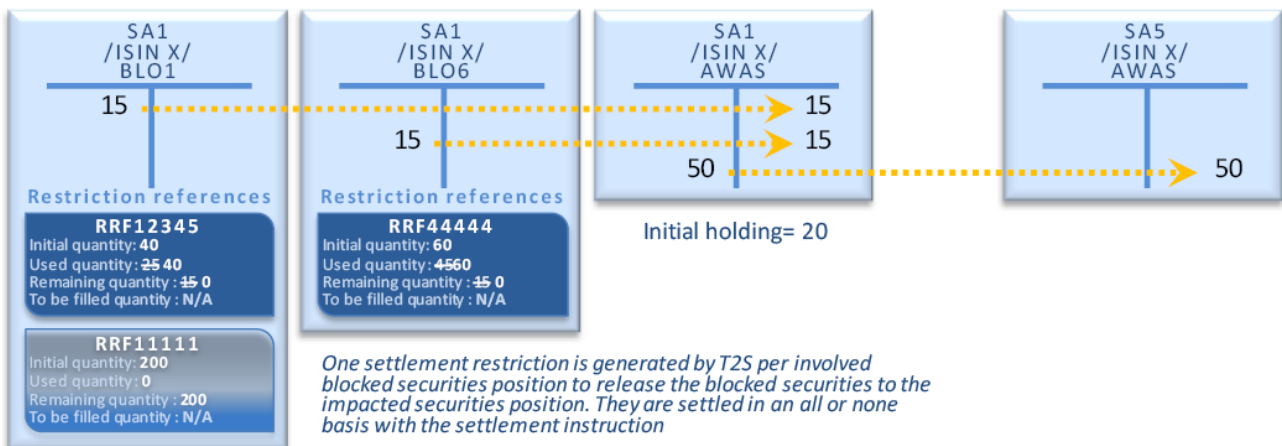 SA1
/ISIN X/
BLO1
15
Restriction references
RRF12345
Initial quantity: 40
Used quantity: 25 40
Remaining quantity : 15 0
To be filled quantity : N/A
RRF11111
Initial quantity: 200
Used quantity: 0
Remaining quantity : 200
To be filled quantity : N/A
SA1
/ISIN X/
BLO6
15
Restriction references
RRF44444
Initial quantity: 60
Used quantity: 4560
Remaining quantity : 15 0
To be filled quantity : N/A
SA1
/ISIN X/
AWAS
15
15
50
Initial holding= 20
SA5
/ISIN X/
AWAS
50
One settlement restriction is generated by T2S per involved
blocked securities position to release the blocked securities to the
impacted securities position. They are settled in an all or none
basis with the settlement instruction